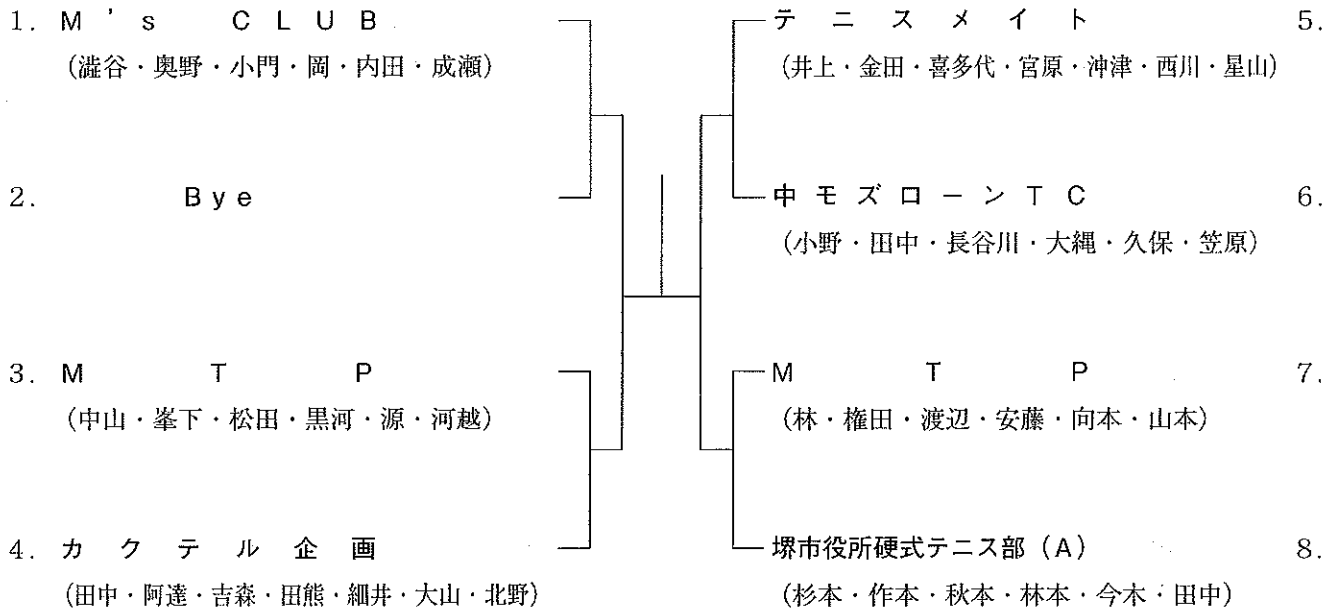 1. M's CLUB
(澁谷・奥野・小門・岡・内田・成瀬)
2. Bye
3. MTP
(中山・峯下・松田・黒河・源・河越)
4. カクテル企画
(田中・阿達・吉森・田熊・細井・大山・北野)
テニスメイト 5.
(井上・金田・喜多代・宮原・沖津・西川・星山)
中モズローンTC 6.
(小野・田中・長谷川・大縄・久保・笠原)
MTP 7.
(林・権田・渡辺・安藤・向本・山本)
堺市役所硬式テニス部(A) 8.
(杉本・作本・秋本・林本・今木・田中)